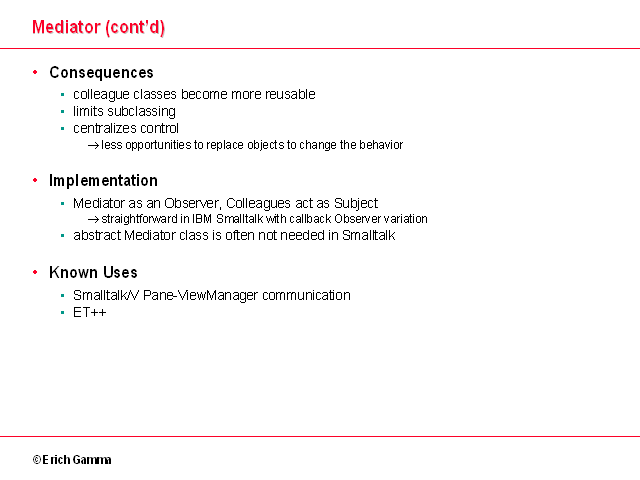 Mediator (cont'd)
• Consequences
• colleague classes become more reusable
• limits subclassing
• centralizes control
→ less opportunities to replace objects to change the behavior
• Implementation
• Mediator as an Observer, Colleagues act as Subject
→ straightforward in IBM Smalltalk with callback Observer variation
• abstract Mediator class is often not needed in Smalltalk
• Known Uses
• Smalltalk/V Pane-ViewManager communication
• ET++
© Erich Gamma